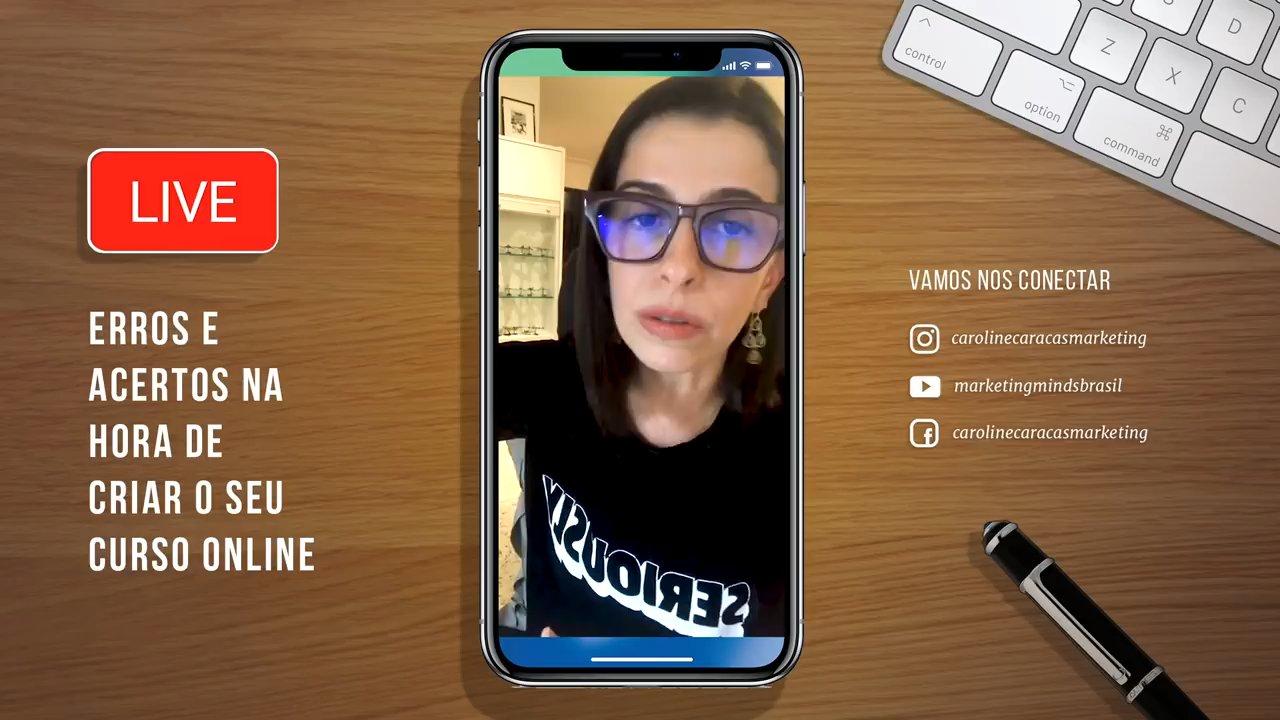 LIVE
ERROS E
ACERTOS NA
HORA DE
CRIAR O SEU
CURSO ONLINE
SERIOUSLY
VAMOS NOS CONECTAR
carolinecaracasmarketing
marketingmindsbrasil
carolinecaracasmarketing
control
option
command
Z
X
S
D
C